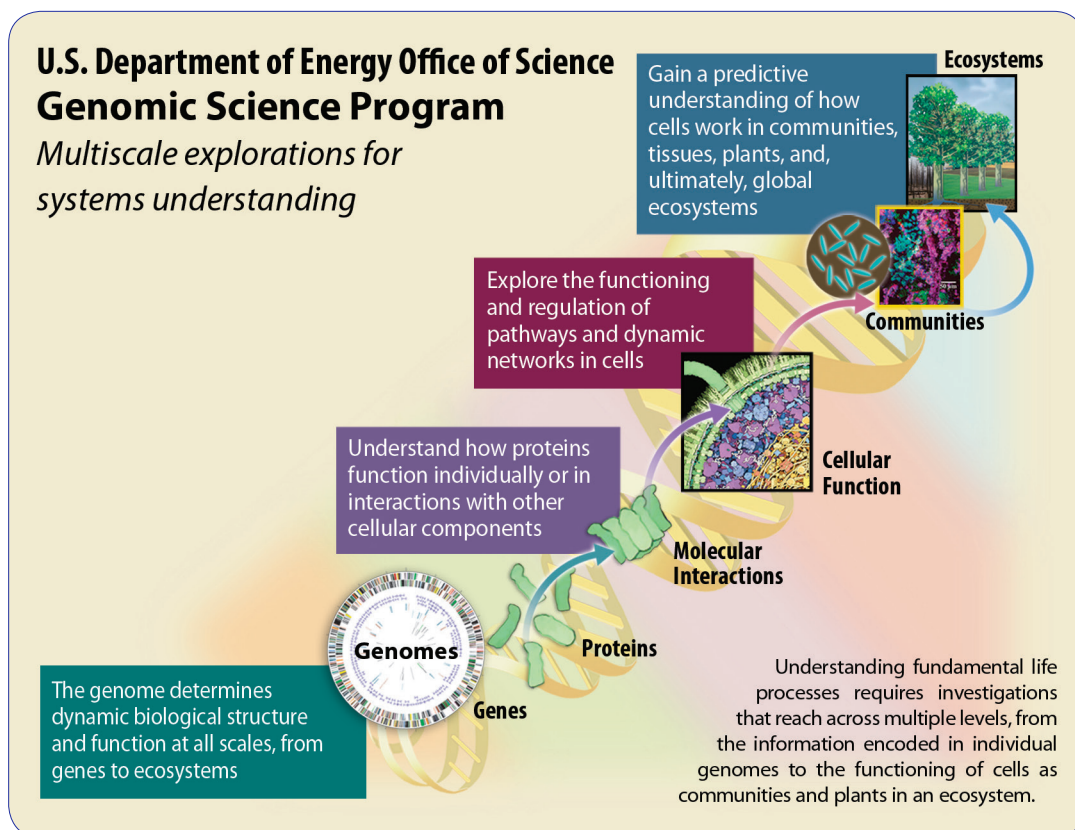 U.S. Department of Energy Office of Science
Genomic Science Program
Multiscale explorations for
systems understanding
Ecosystems
Gain a predictive
understanding of how
cells work in communities,
tissues, plants, and,
ultimately, global
ecosystems
Communities
Explore the functioning
and regulation of
pathways and dynamic
networks in cells
Cellular
Function
Understand how proteins
function individually or in
interactions with other
cellular components
Molecular
Interactions
Proteins
Genomes
Genes
The genome determines
dynamic biological structure
and function at all scales, from
genes to ecosystems
Understanding fundamental life
processes requires investigations
that reach across multiple levels, from
the information encoded in individual
genomes to the functioning of cells as
communities and plants in an ecosystem.